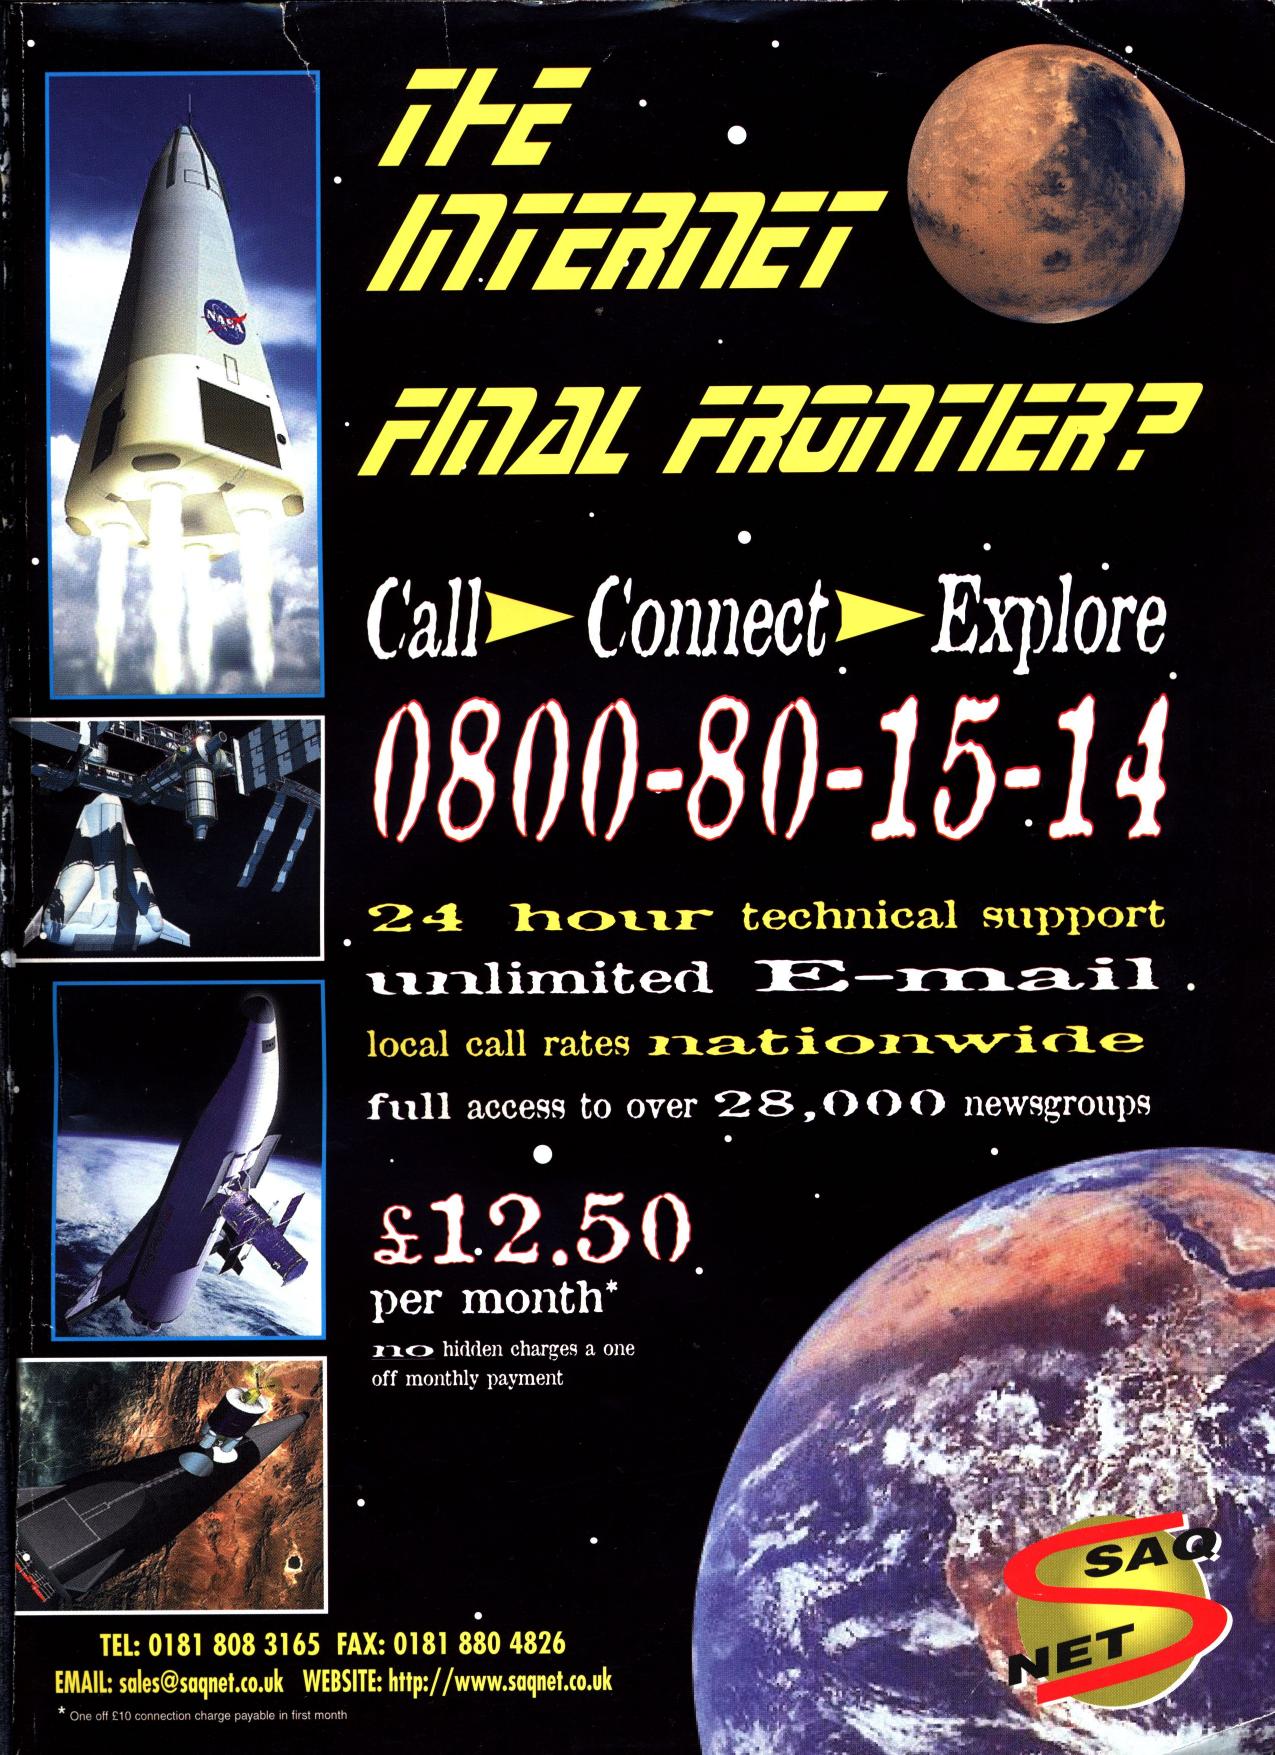 THE
INTERNET
FINAL FRONTIER?
NASA
Call Connect Explore
0800-80-15-14
24 hour technical support
unlimited E-mail
local call rates nationwide
full access to over 28,000 newsgroups
£12.50
per month*
no hidden charges a one
off monthly payment
SAQ
NET
TEL: 0181 808 3165 FAX: 0181 880 4826
EMAIL: sales@saqnet.co.uk WEBSITE: http://www.saqnet.co.uk
* One off £10 connection charge payable in first month